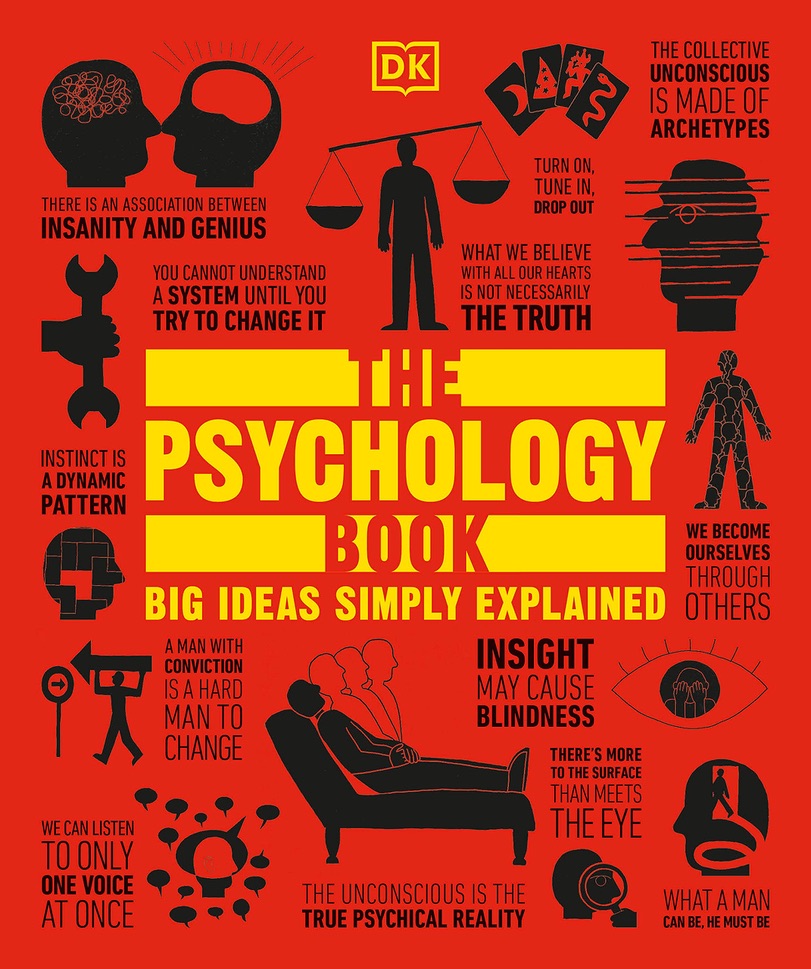 DK
THE COLLECTIVE
UNCONSCIOUS
IS MADE OF
ARCHETYPES
THERE IS AN ASSOCIATION BETWEEN
INSANITY AND GENIUS
TURN ON,
TUNE IN,
DROP OUT
YOU CANNOT UNDERSTAND
A SYSTEM UNTIL YOU
TRY TO CHANGE IT
WHAT WE BELIEVE
WITH ALL OUR HEARTS
IS NOT NECESSARILY
THE TRUTH
THE
PSYCHOLOGY
BOOK
BIG IDEAS SIMPLY EXPLAINED
INSTINCT IS
A DYNAMIC
PATTERN
WE BECOME
OURSELVES
THROUGH
OTHERS
A MAN WITH
CONVICTION
IS A HARD
MAN TO
CHANGE
INSIGHT
MAY CAUSE
BLINDNESS
THERE'S MORE
TO THE SURFACE
THAN MEETS
THE EYE
WE CAN LISTEN
TO ONLY
ONE VOICE
AT ONCE
THE UNCONSCIOUS IS THE
TRUE PSYCHICAL REALITY
WHAT A MAN
CAN BE, HE MUST BE